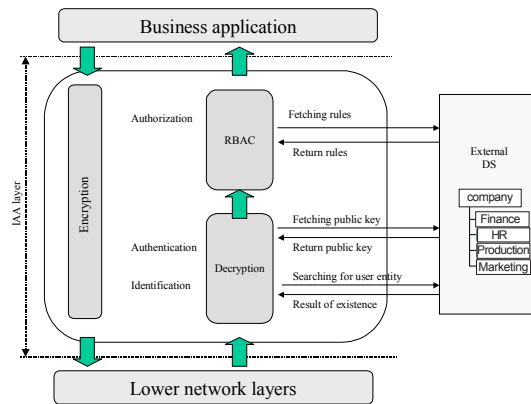 Business application
IAA layer
Encryption
Authorization
RBAC
Fetching rules
Return rules
External
DS
company
Finance
HR
Production
Marketing
Authentication
Identification
Decryption
Fetching public key
Return public key
Searching for user entity
Result of existence
Lower network layers